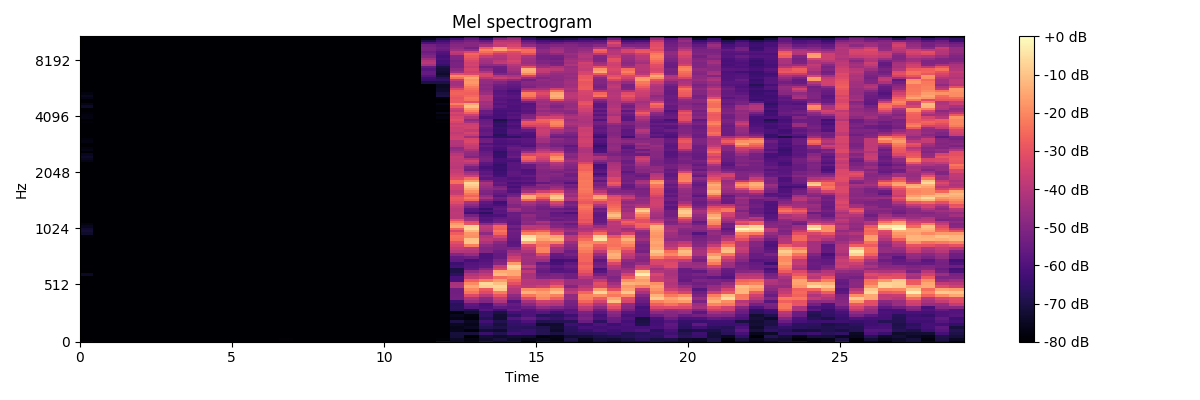 Mel spectrogram
8192
4096
2048
1024
512
0
Hz
0 5 10 15 20 25
Time
+0 dB
-10 dB
-20 dB
-30 dB
-40 dB
-50 dB
-60 dB
-70 dB
-80 dB